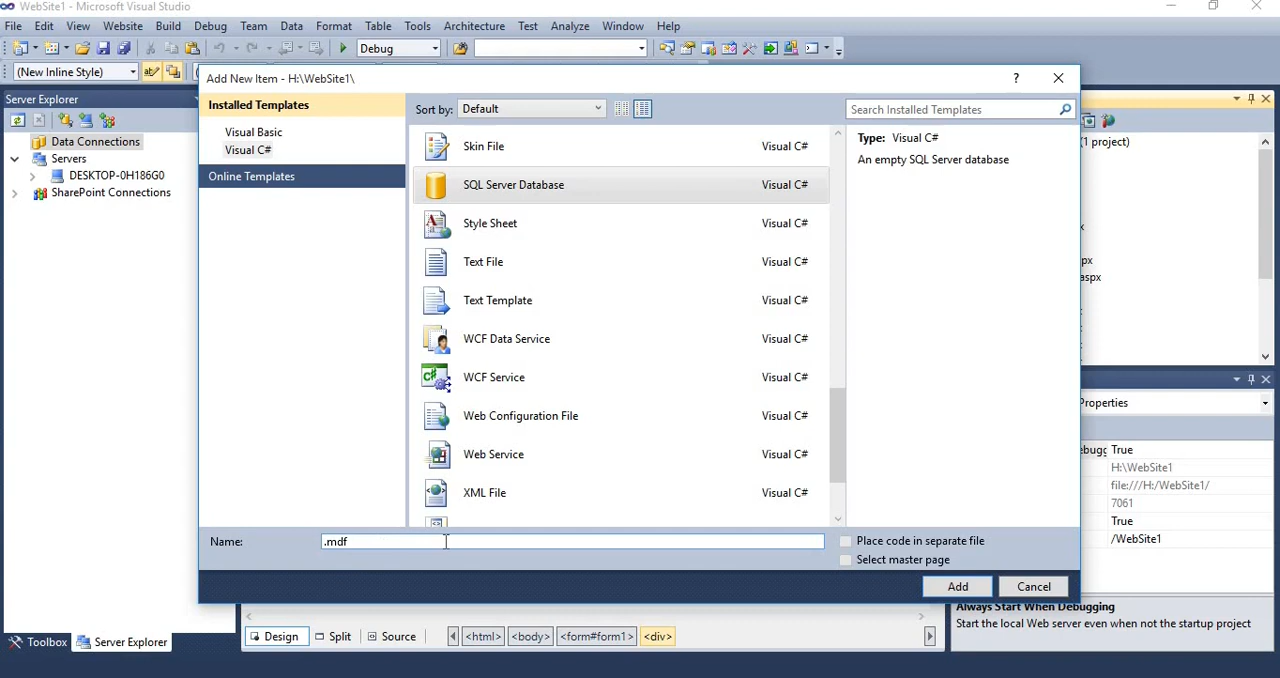 WebSite1 - Microsoft Visual Studio
File Edit View Website Build Debug Team Data Format Table Tools Architecture Test Analyze Window Help
Debug
(New Inline Style)
Server Explorer
Data Connections
Servers
DESKTOP-0H186G0
SharePoint Connections
Toolbox Server Explorer
Add New Item - H:\WebSite1\
Installed Templates
Visual Basic
Visual C#
Online Templates
Sort by: Default
Search Installed Templates
Skin File Visual C#
SQL Server Database Visual C#
Style Sheet Visual C#
Text File Visual C#
Text Template Visual C#
WCF Data Service Visual C#
WCF Service Visual C#
Web Configuration File Visual C#
Web Service Visual C#
XML File Visual C#
Type: Visual C#
An empty SQL Server database
Name: .mdf
Place code in separate file
Select master page
Add Cancel
Design Split Source <html> <body> <form#form1> <div>
(1 project)
aspx
Properties
True
H:\WebSite1
file:///H:/WebSite1/
7061
True
/WebSite1
Always Start When Debugging
Start the local Web server even when not the startup project